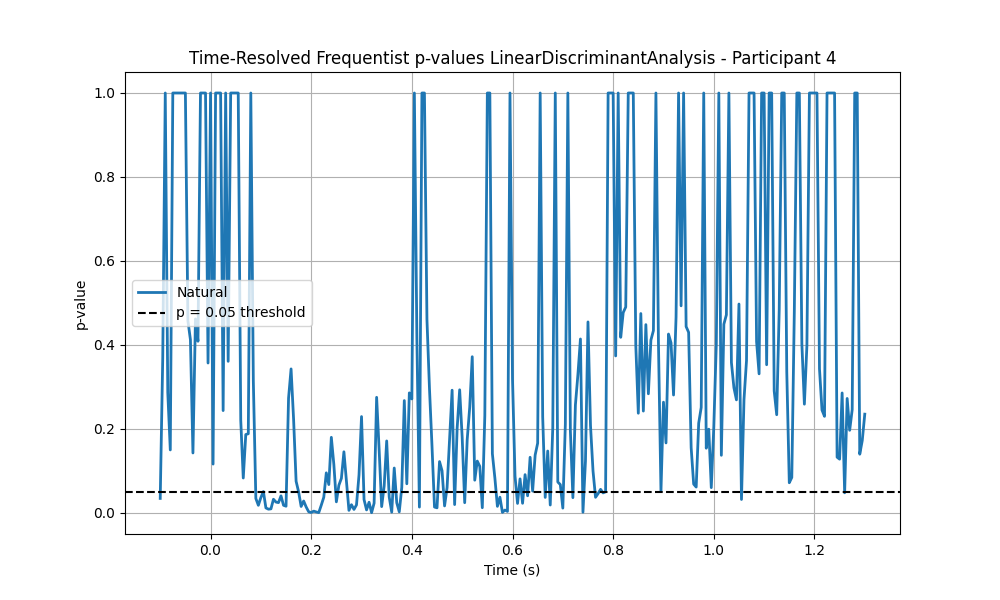 Time-Resolved Frequentist p-values LinearDiscriminantAnalysis - Participant 4
1.0
0.8
0.6
0.4
0.2
0.0
p-value
Natural
p = 0.05 threshold
0.0 0.2 0.4 0.6 0.8 1.0 1.2
Time (s)